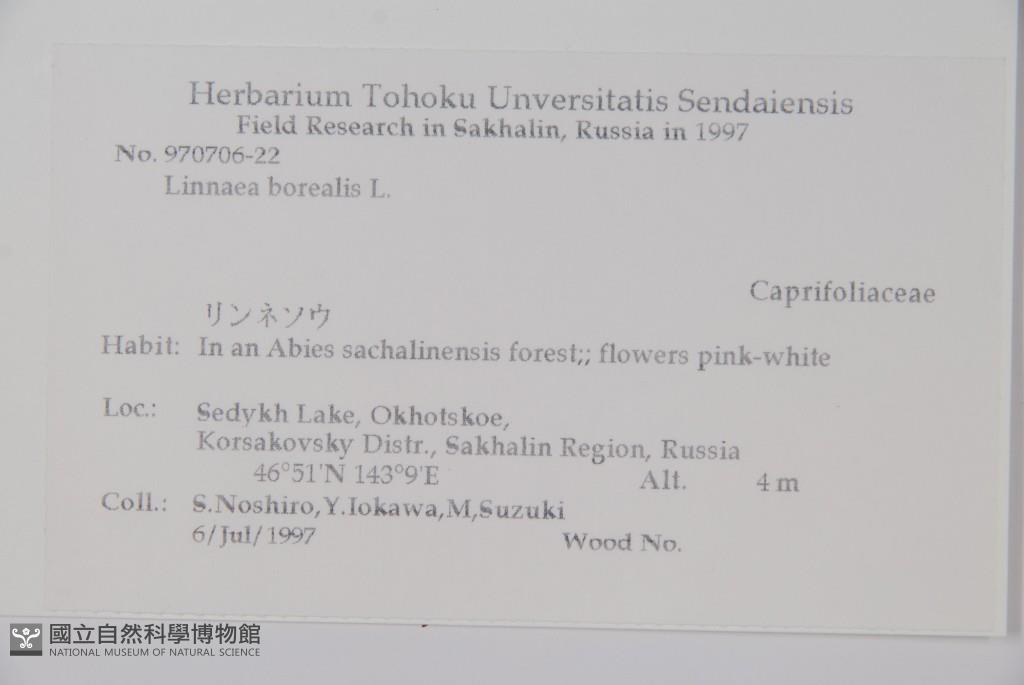 Herbarium Tohoku Unversitatis Sendaiensis
Field Research in Sakhalin, Russia in 1997
No. 970706-22
Linnaea borealis L.
Caprifoliaceae
リンネソウ
Habit: In an Abies sachalinensis forest;; flowers pink-white
Loc.: Sedykh Lake, Okhotskoe,
Korsakovsky Distr., Sakhalin Region, Russia
46°51'N 143°9'E Alt. 4 m
Coll.: S.Noshiro,Y.Iokawa,M,Suzuki
6/Jul/1997 Wood No.
國立自然科學博物館
NATIONAL MUSEUM OF NATURAL SCIENCE